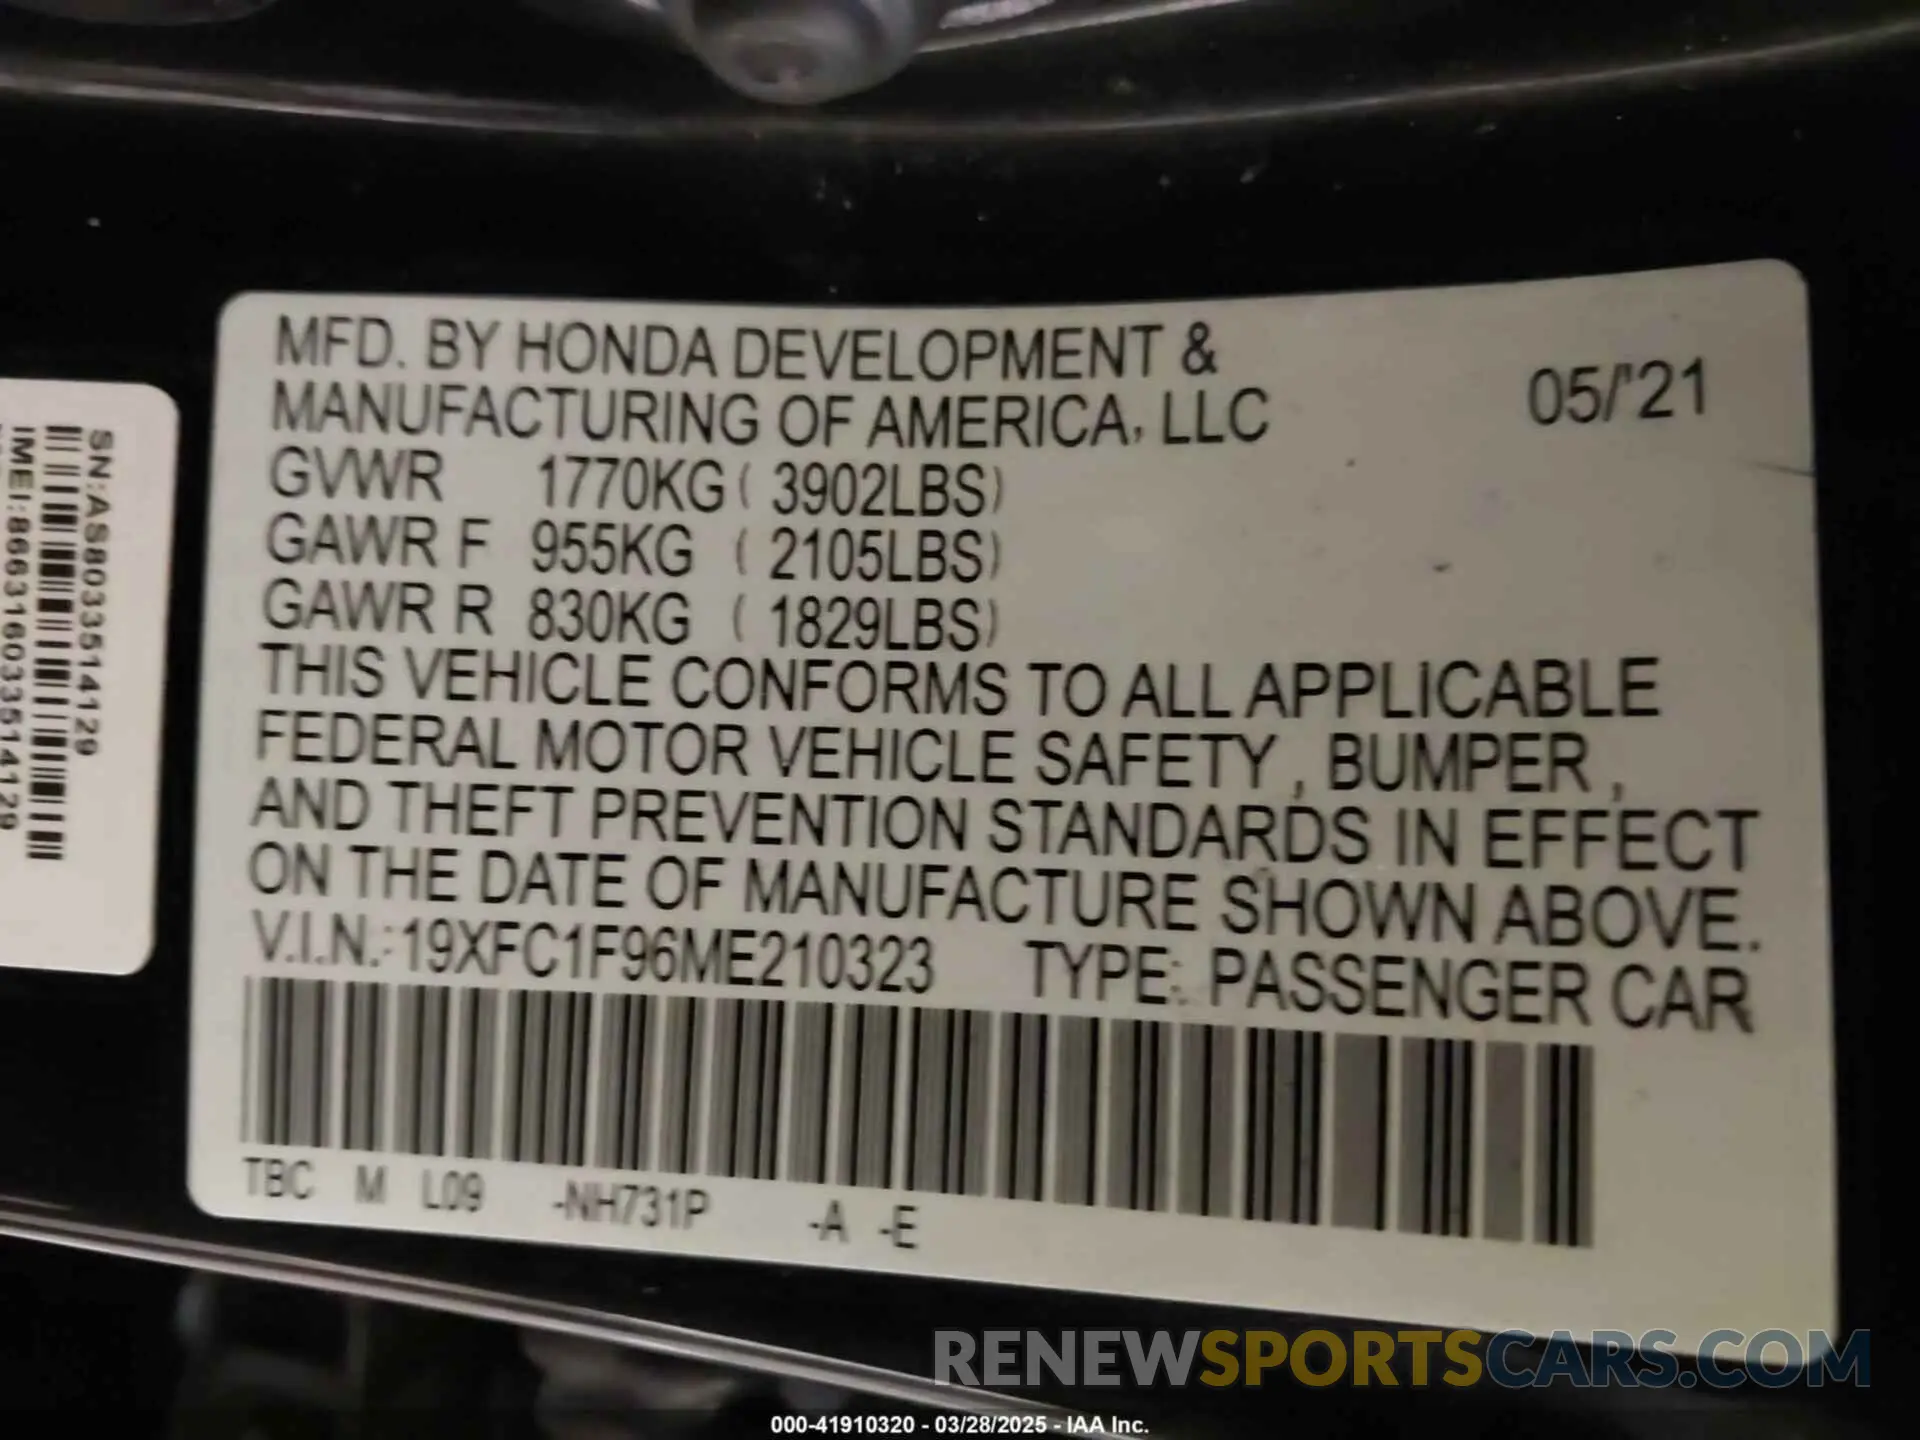 MFD. BY HONDA DEVELOPMENT &
MANUFACTURING OF AMERICA, LLC
05/'21
GVWR 1770KG ( 3902LBS)
GAWR F 955KG ( 2105LBS)
GAWR R 830KG ( 1829LBS)
THIS VEHICLE CONFORMS TO ALL APPLICABLE
FEDERAL MOTOR VEHICLE SAFETY , BUMPER ,
AND THEFT PREVENTION STANDARDS IN EFFECT
ON THE DATE OF MANUFACTURE SHOWN ABOVE.
V.I.N.: 19XFC1F96ME210323 TYPE: PASSENGER CAR
TBC M L09 -NH731P -A -E
SN:AS8033514129
IMEI:866316033514129
RENEWSPORTSCARS.COM
000-41910320 - 03/28/2025 - IAA Inc.